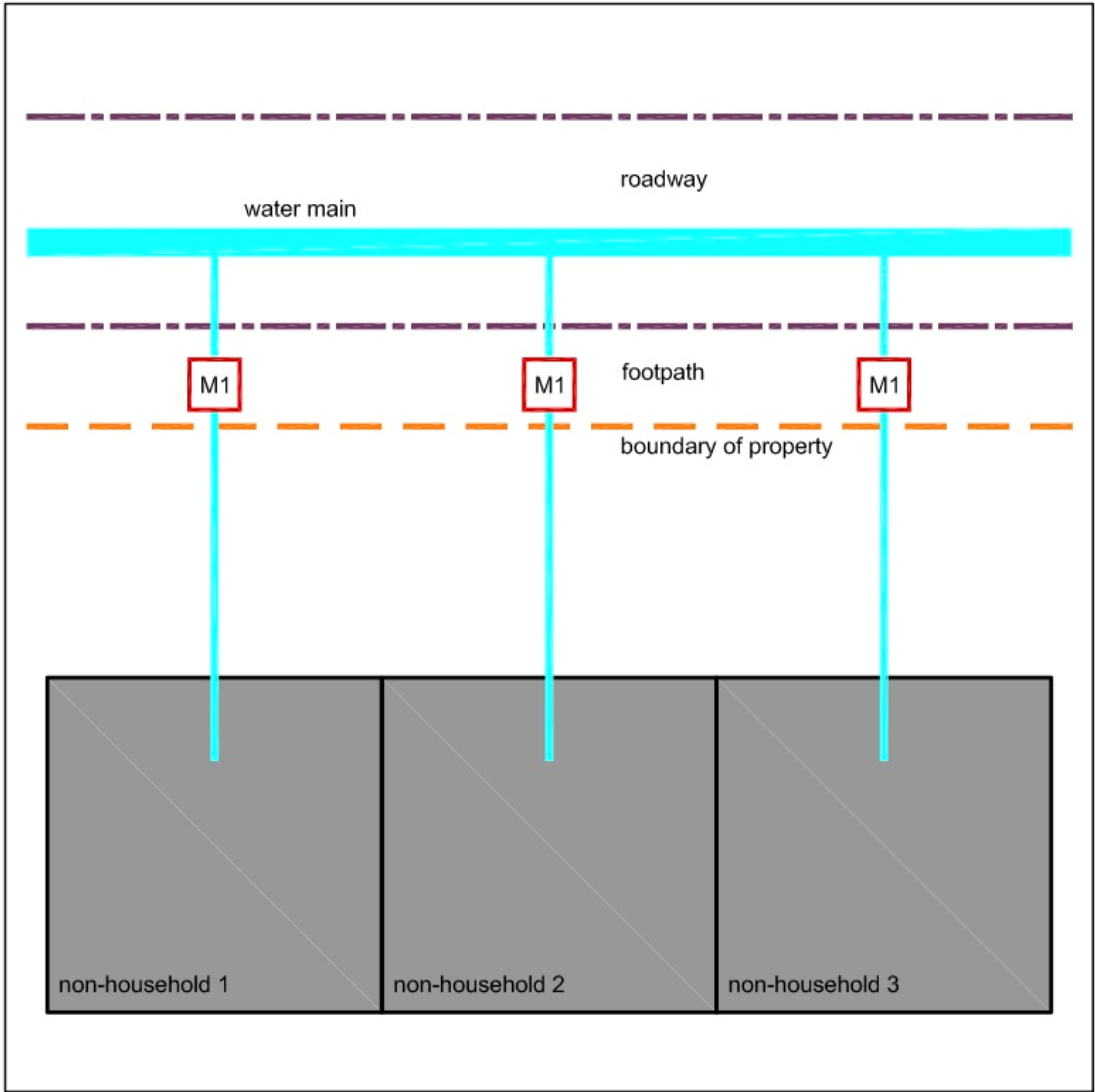 roadway
water main
M1
M1
footpath
M1
boundary of property
non-household 1
non-household 2
non-household 3